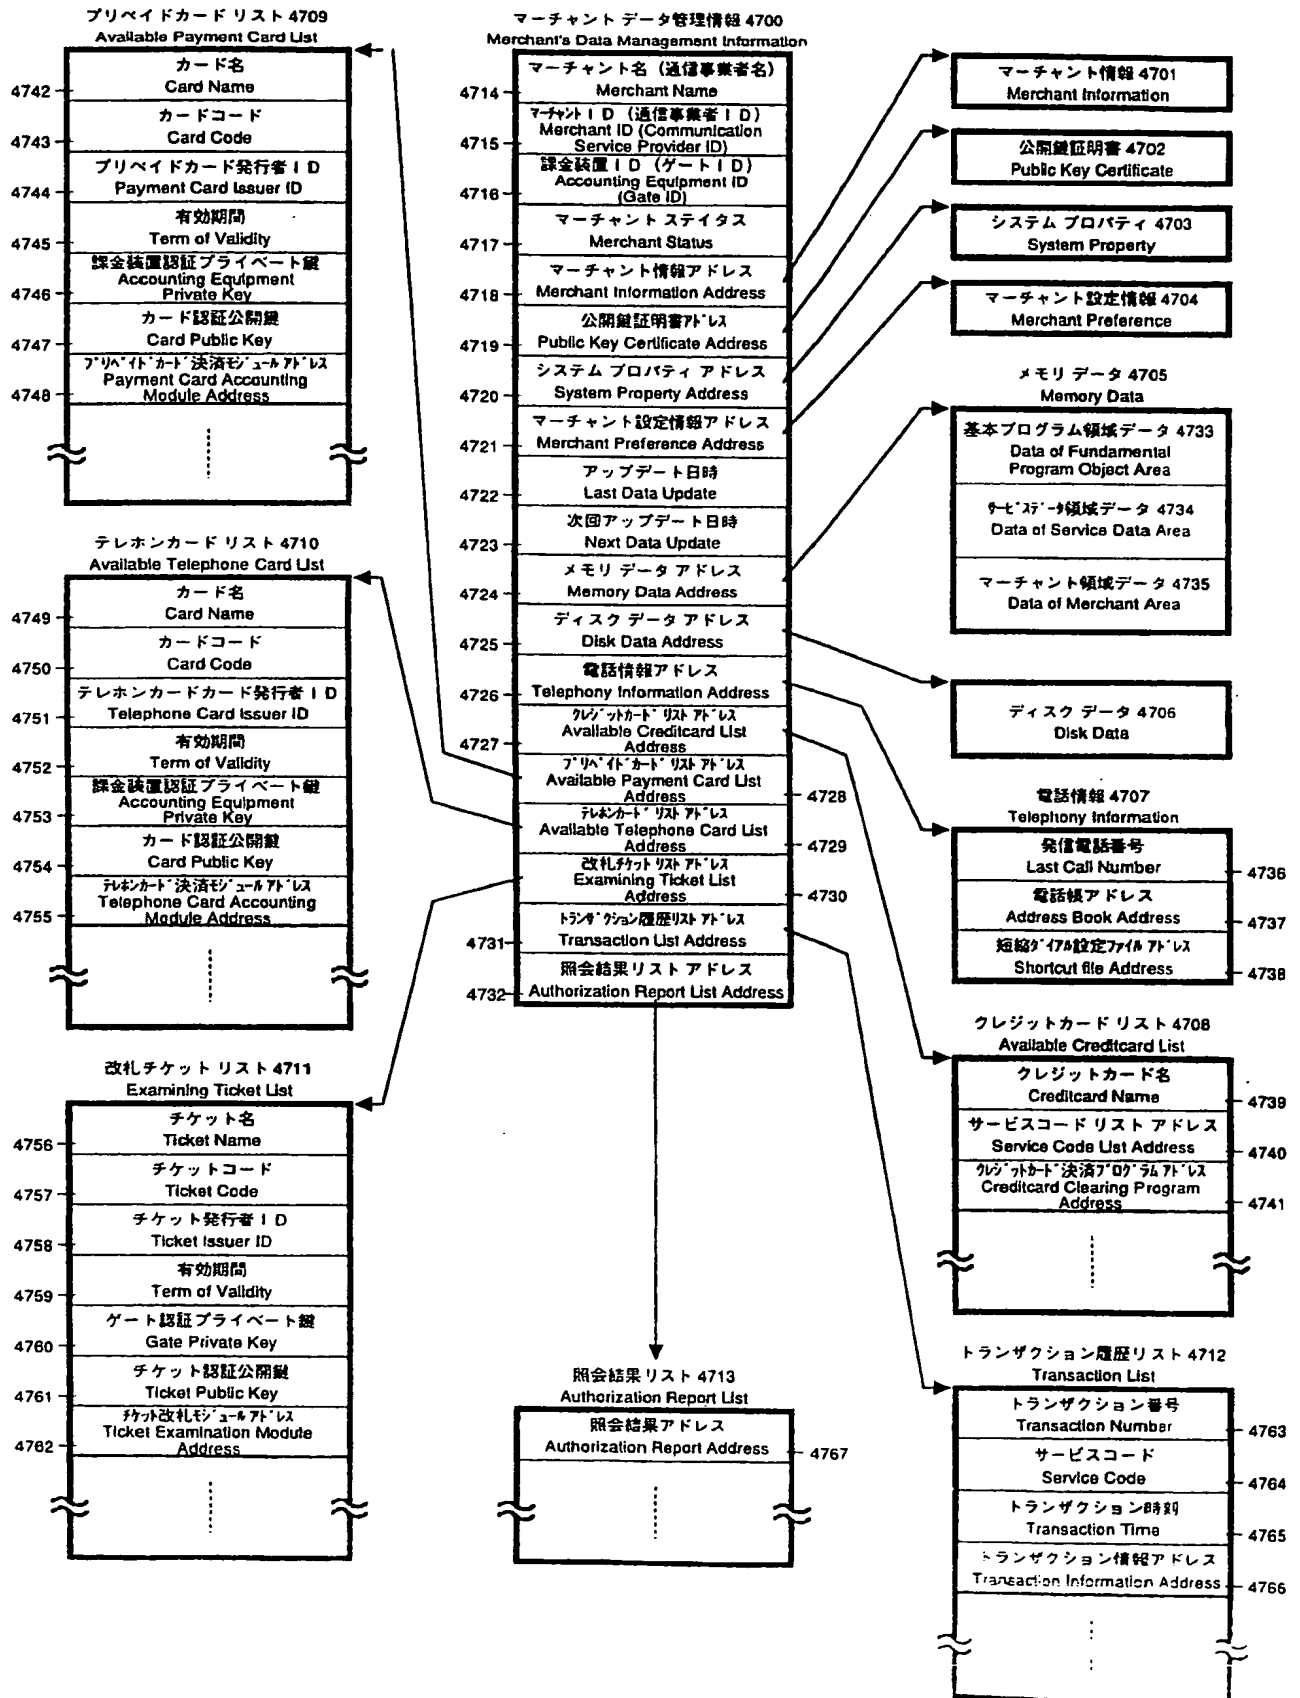 プリペイドカード リスト 4709
Available Payment Card List
カード名
Card Name
4742
カードコード
Card Code
4743
プリペイドカード発行者ID
Payment Card Issuer ID
4744
有効期間
Term of Validity
4745
課金装置認証プライベート鍵
Accounting Equipment
Private Key
4746
カード認証公開鍵
Card Public Key
4747
プリペイドカード決済モジュールアドレス
Payment Card Accounting
Module Address
4748
テレホンカード リスト 4710
Available Telephone Card List
カード名
Card Name
4749
カードコード
Card Code
4750
テレホンカードカード発行者ID
Telephone Card Issuer ID
4751
有効期間
Term of Validity
4752
課金装置認証プライベート鍵
Accounting Equipment
Private Key
4753
カード認証公開鍵
Card Public Key
4754
テレホンカード決済モジュールアドレス
Telephone Card Accounting
Module Address
4755
改札チケット リスト 4711
Examining Ticket List
チケット名
Ticket Name
4756
チケットコード
Ticket Code
4757
チケット発行者ID
Ticket Issuer ID
4758
有効期間
Term of Validity
4759
ゲート認証プライベート鍵
Gate Private Key
4760
チケット認証公開鍵
Ticket Public Key
4761
チケット改札モジュールアドレス
Ticket Examination Module
Address
4762
マーチャント データ管理情報 4700
Merchant's Data Management Information
マーチャント名(通信事業者名)
Merchant Name
4714
マーチャントID(通信事業者ID)
Merchant ID (Communication
Service Provider ID)
4715
課金装置ID(ゲートID)
Accounting Equipment ID
(Gate ID)
4716
マーチャント ステイタス
Merchant Status
4717
マーチャント情報アドレス
Merchant Information Address
4718
公開鍵証明書アドレス
Public Key Certificate Address
4719
システム プロパティ アドレス
System Property Address
4720
マーチャント設定情報アドレス
Merchant Preference Address
4721
アップデート日時
Last Data Update
4722
次回アップデート日時
Next Data Update
4723
メモリ データ アドレス
Memory Data Address
4724
ディスク データ アドレス
Disk Data Address
4725
電話情報アドレス
Telephony Information Address
4726
クレジットカード リスト アドレス
Available Creditcard List
Address
4727
プリペイドカード リスト アドレス
Available Payment Card List
Address
4728
テレホンカード リスト アドレス
Available Telephone Card List
Address
4729
改札チケット リスト アドレス
Examining Ticket List
Address
4730
トランザクション履歴リスト アドレス
Transaction List Address
4731
照会結果リスト アドレス
Authorization Report List Address
4732
照会結果リスト 4713
Authorization Report List
照会結果アドレス
Authorization Report Address
4767
マーチャント情報 4701
Merchant Information
公開鍵証明書 4702
Public Key Certificate
システム プロパティ 4703
System Property
マーチャント設定情報 4704
Merchant Preference
メモリ データ 4705
Memory Data
基本プログラム領域データ 4733
Data of Fundamental
Program Object Area
サービスデータ領域データ 4734
Data of Service Data Area
マーチャント領域データ 4735
Data of Merchant Area
ディスク データ 4706
Disk Data
電話情報 4707
Telephony Information
発信電話番号
Last Call Number
4736
電話帳アドレス
Address Book Address
4737
短縮ダイアル設定ファイル アドレス
Shortcut file Address
4738
クレジットカード リスト 4708
Available Creditcard List
クレジットカード名
Creditcard Name
4739
サービスコード リスト アドレス
Service Code List Address
4740
クレジットカード決済プログラム アドレス
Creditcard Clearing Program
Address
4741
トランザクション履歴リスト 4712
Transaction List
トランザクション番号
Transaction Number
4763
サービスコード
Service Code
4764
トランザクション時刻
Transaction Time
4765
トランザクション情報アドレス
Transaction Information Address
4766